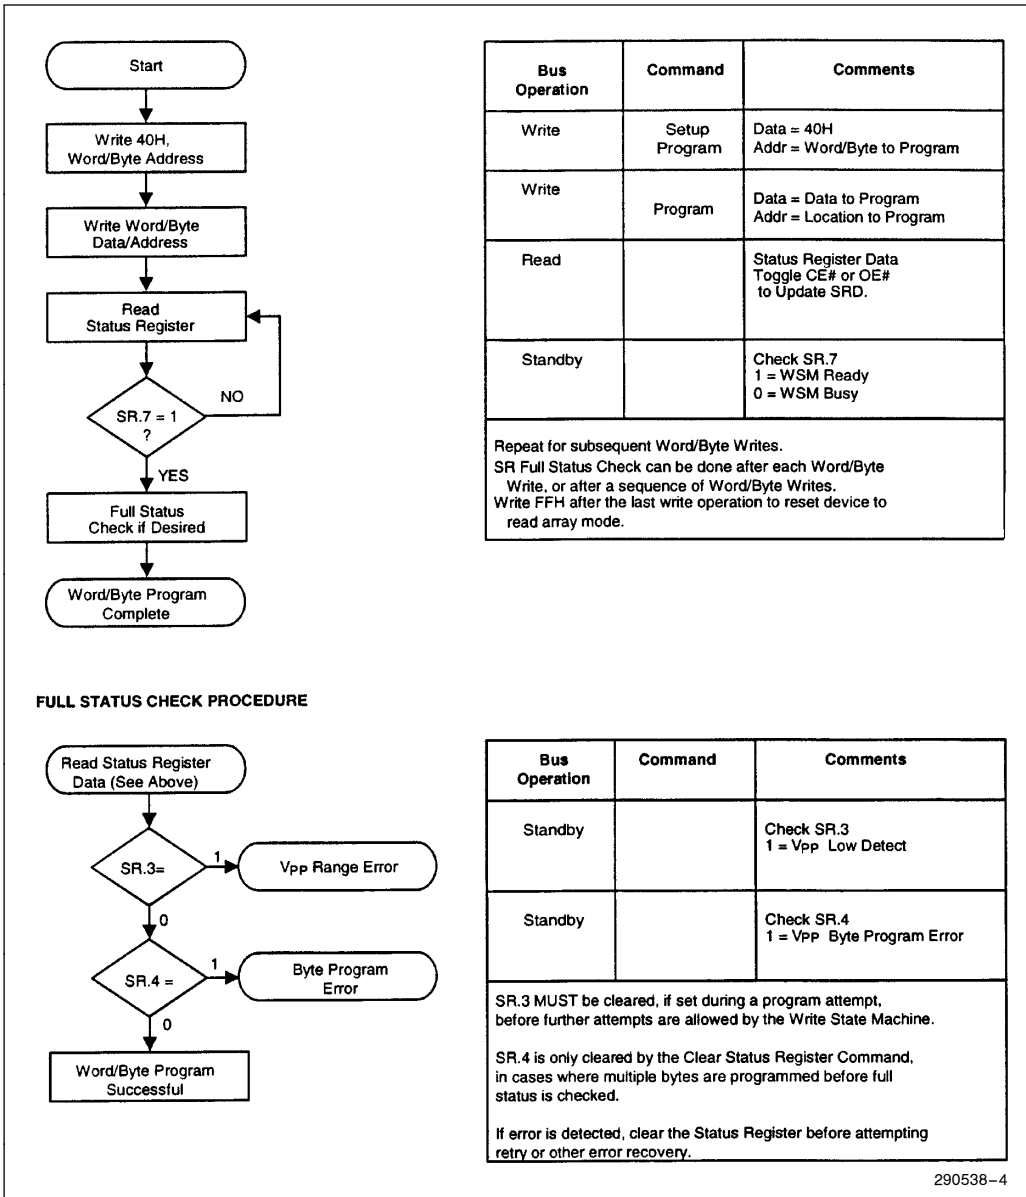 Start
Write 40H,
Word/Byte Address
Write Word/Byte
Data/Address
Read
Status Register
NO
SR.7 = 1
?
YES
Full Status
Check if Desired
Word/Byte Program
Complete
Bus
Operation
Command
Comments
Write
Setup
Program
Data = 40H
Addr = Word/Byte to Program
Write
Program
Data = Data to Program
Addr = Location to Program
Read
Status Register Data
Toggle CE# or OE#
to Update SRD.
Standby
Check SR.7
1 = WSM Ready
0 = WSM Busy
Repeat for subsequent Word/Byte Writes.
SR Full Status Check can be done after each Word/Byte
Write, or after a sequence of Word/Byte Writes.
Write FFH after the last write operation to reset device to
read array mode.
FULL STATUS CHECK PROCEDURE
Read Status Register
Data (See Above)
SR.3=
1
VPP Range Error
0
SR.4 =
1
Byte Program
Error
0
Word/Byte Program
Successful
Bus
Operation
Command
Comments
Standby
Check SR.3
1 = VPP Low Detect
Standby
Check SR.4
1 = VPP Byte Program Error
SR.3 MUST be cleared, if set during a program attempt,
before further attempts are allowed by the Write State Machine.
SR.4 is only cleared by the Clear Status Register Command,
in cases where multiple bytes are programmed before full
status is checked.
If error is detected, clear the Status Register before attempting
retry or other error recovery.
290538–4